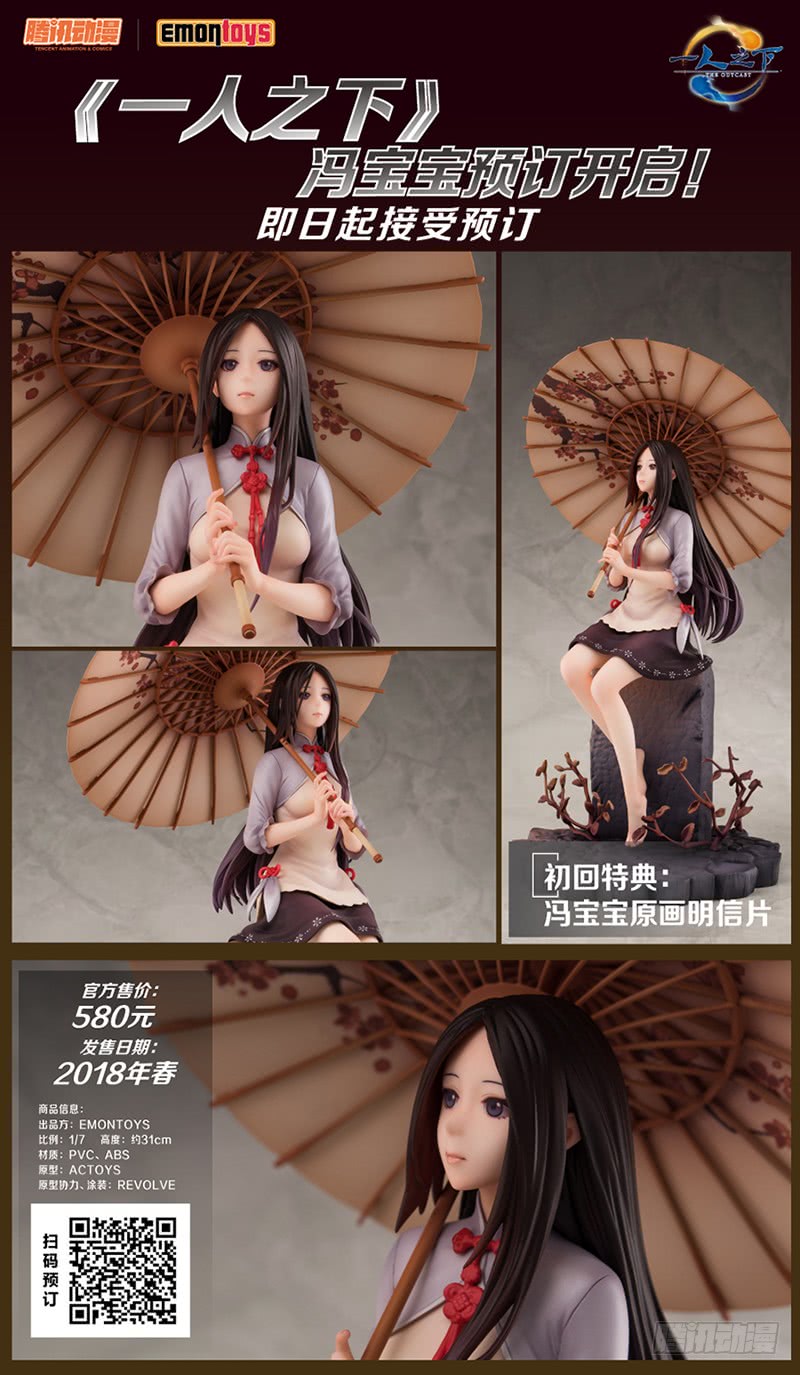 腾讯动漫
TENCENT ANIMATION & COMICS
emontoys
一人之下
THE OUTCAST
《一人之下》
冯宝宝预订开启！
即日起接受预订
初回特典：
冯宝宝原画明信片
官方售价：
580元
发售日期：
2018年春
商品信息：
出品方：EMONTOYS
比例：1/7 高度：约31cm
材质：PVC、ABS
原型：ACTOYS
原型协力、涂装：REVOLVE
扫码预订
腾讯动漫